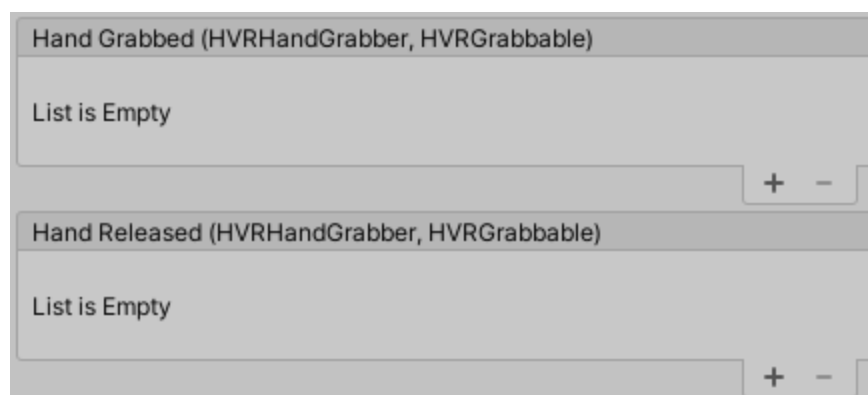 Hand Grabbed (HVRHandGrabber, HVRGrabbable)
List is Empty
+ −
Hand Released (HVRHandGrabber, HVRGrabbable)
List is Empty
+ −